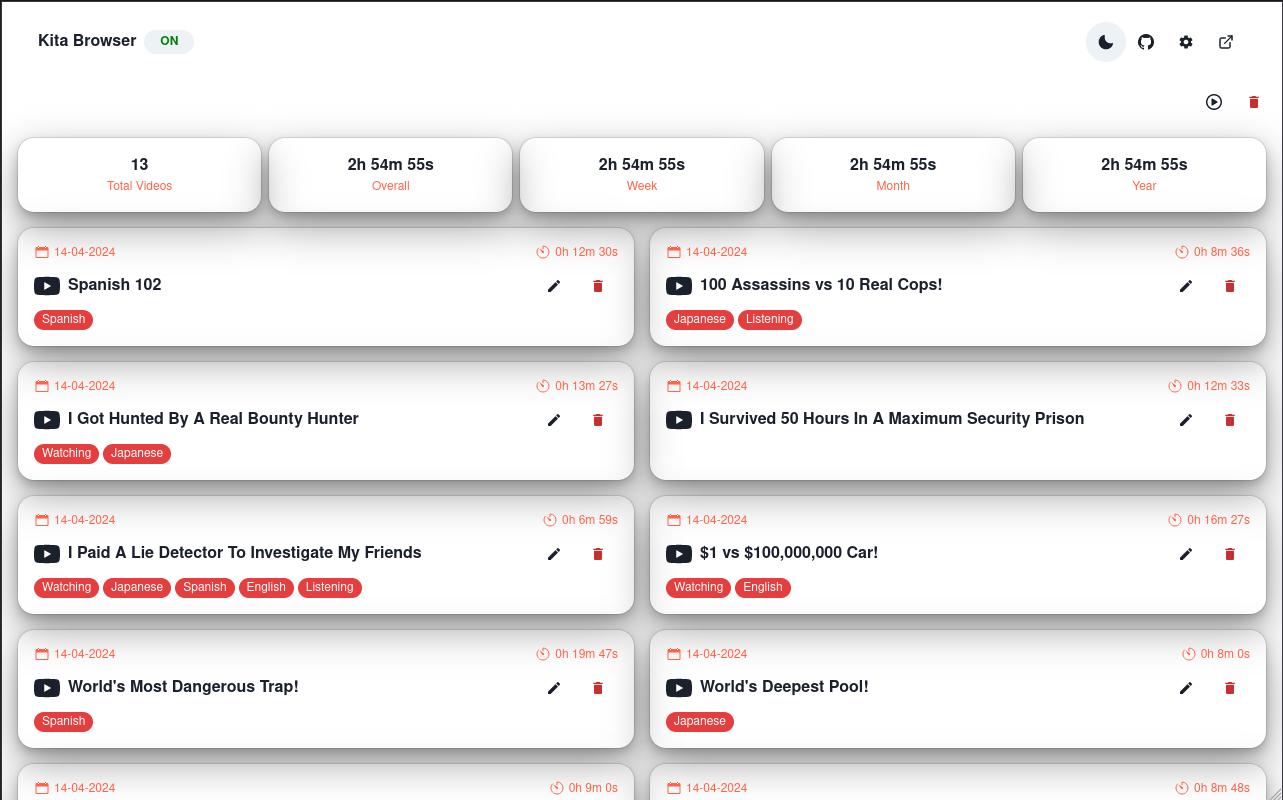 Kita Browser ON
13
Total Videos
2h 54m 55s
Overall
2h 54m 55s
Week
2h 54m 55s
Month
2h 54m 55s
Year
14-04-2024 0h 12m 30s
Spanish 102
Spanish
14-04-2024 0h 8m 36s
100 Assassins vs 10 Real Cops!
Japanese Listening
14-04-2024 0h 13m 27s
I Got Hunted By A Real Bounty Hunter
Watching Japanese
14-04-2024 0h 12m 33s
I Survived 50 Hours In A Maximum Security Prison
14-04-2024 0h 6m 59s
I Paid A Lie Detector To Investigate My Friends
Watching Japanese Spanish English Listening
14-04-2024 0h 16m 27s
$1 vs $100,000,000 Car!
Watching English
14-04-2024 0h 19m 47s
World's Most Dangerous Trap!
Spanish
14-04-2024 0h 8m 0s
World's Deepest Pool!
Japanese
14-04-2024 0h 9m 0s
14-04-2024 0h 8m 48s